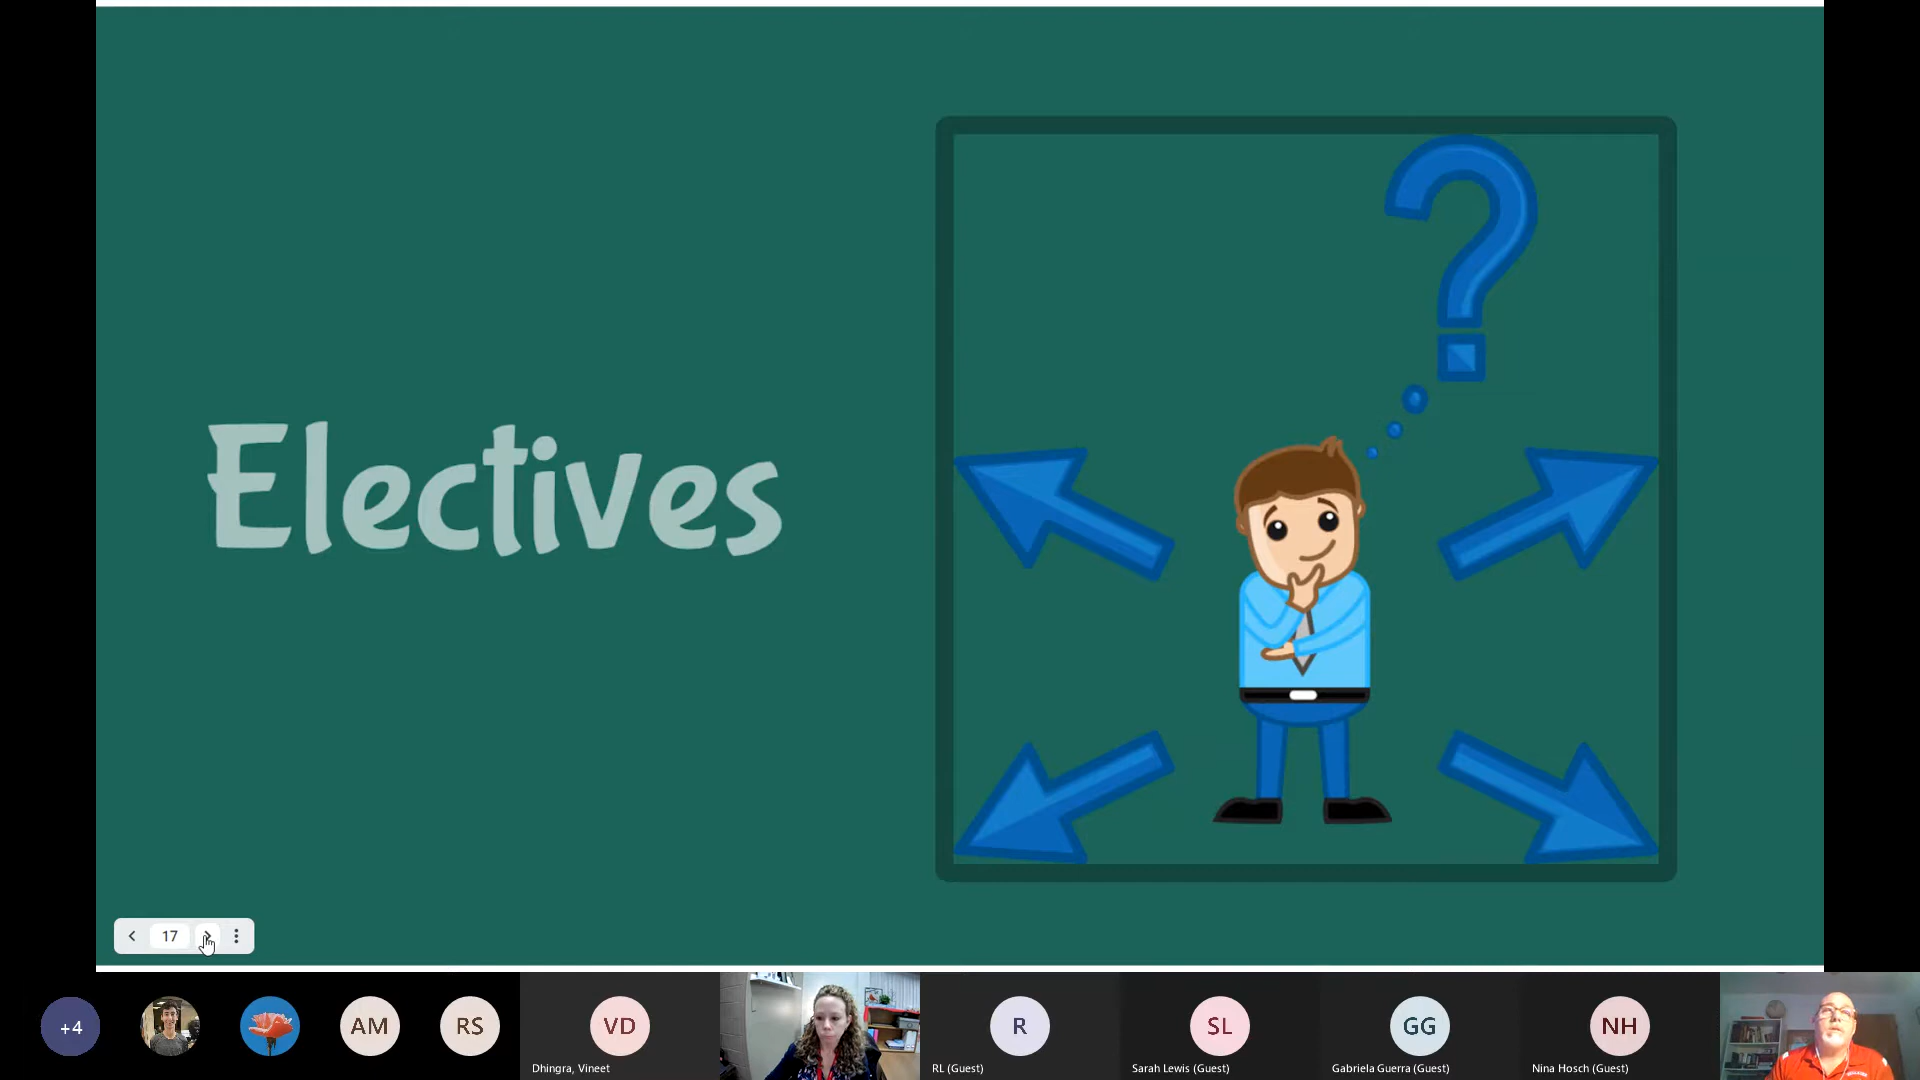 Electives
?
17
+4
AM
RS
VD
R
SL
GG
NH
Dhingra, Vineet
RL (Guest)
Sarah Lewis (Guest)
Gabriela Guerra (Guest)
Nina Hosch (Guest)